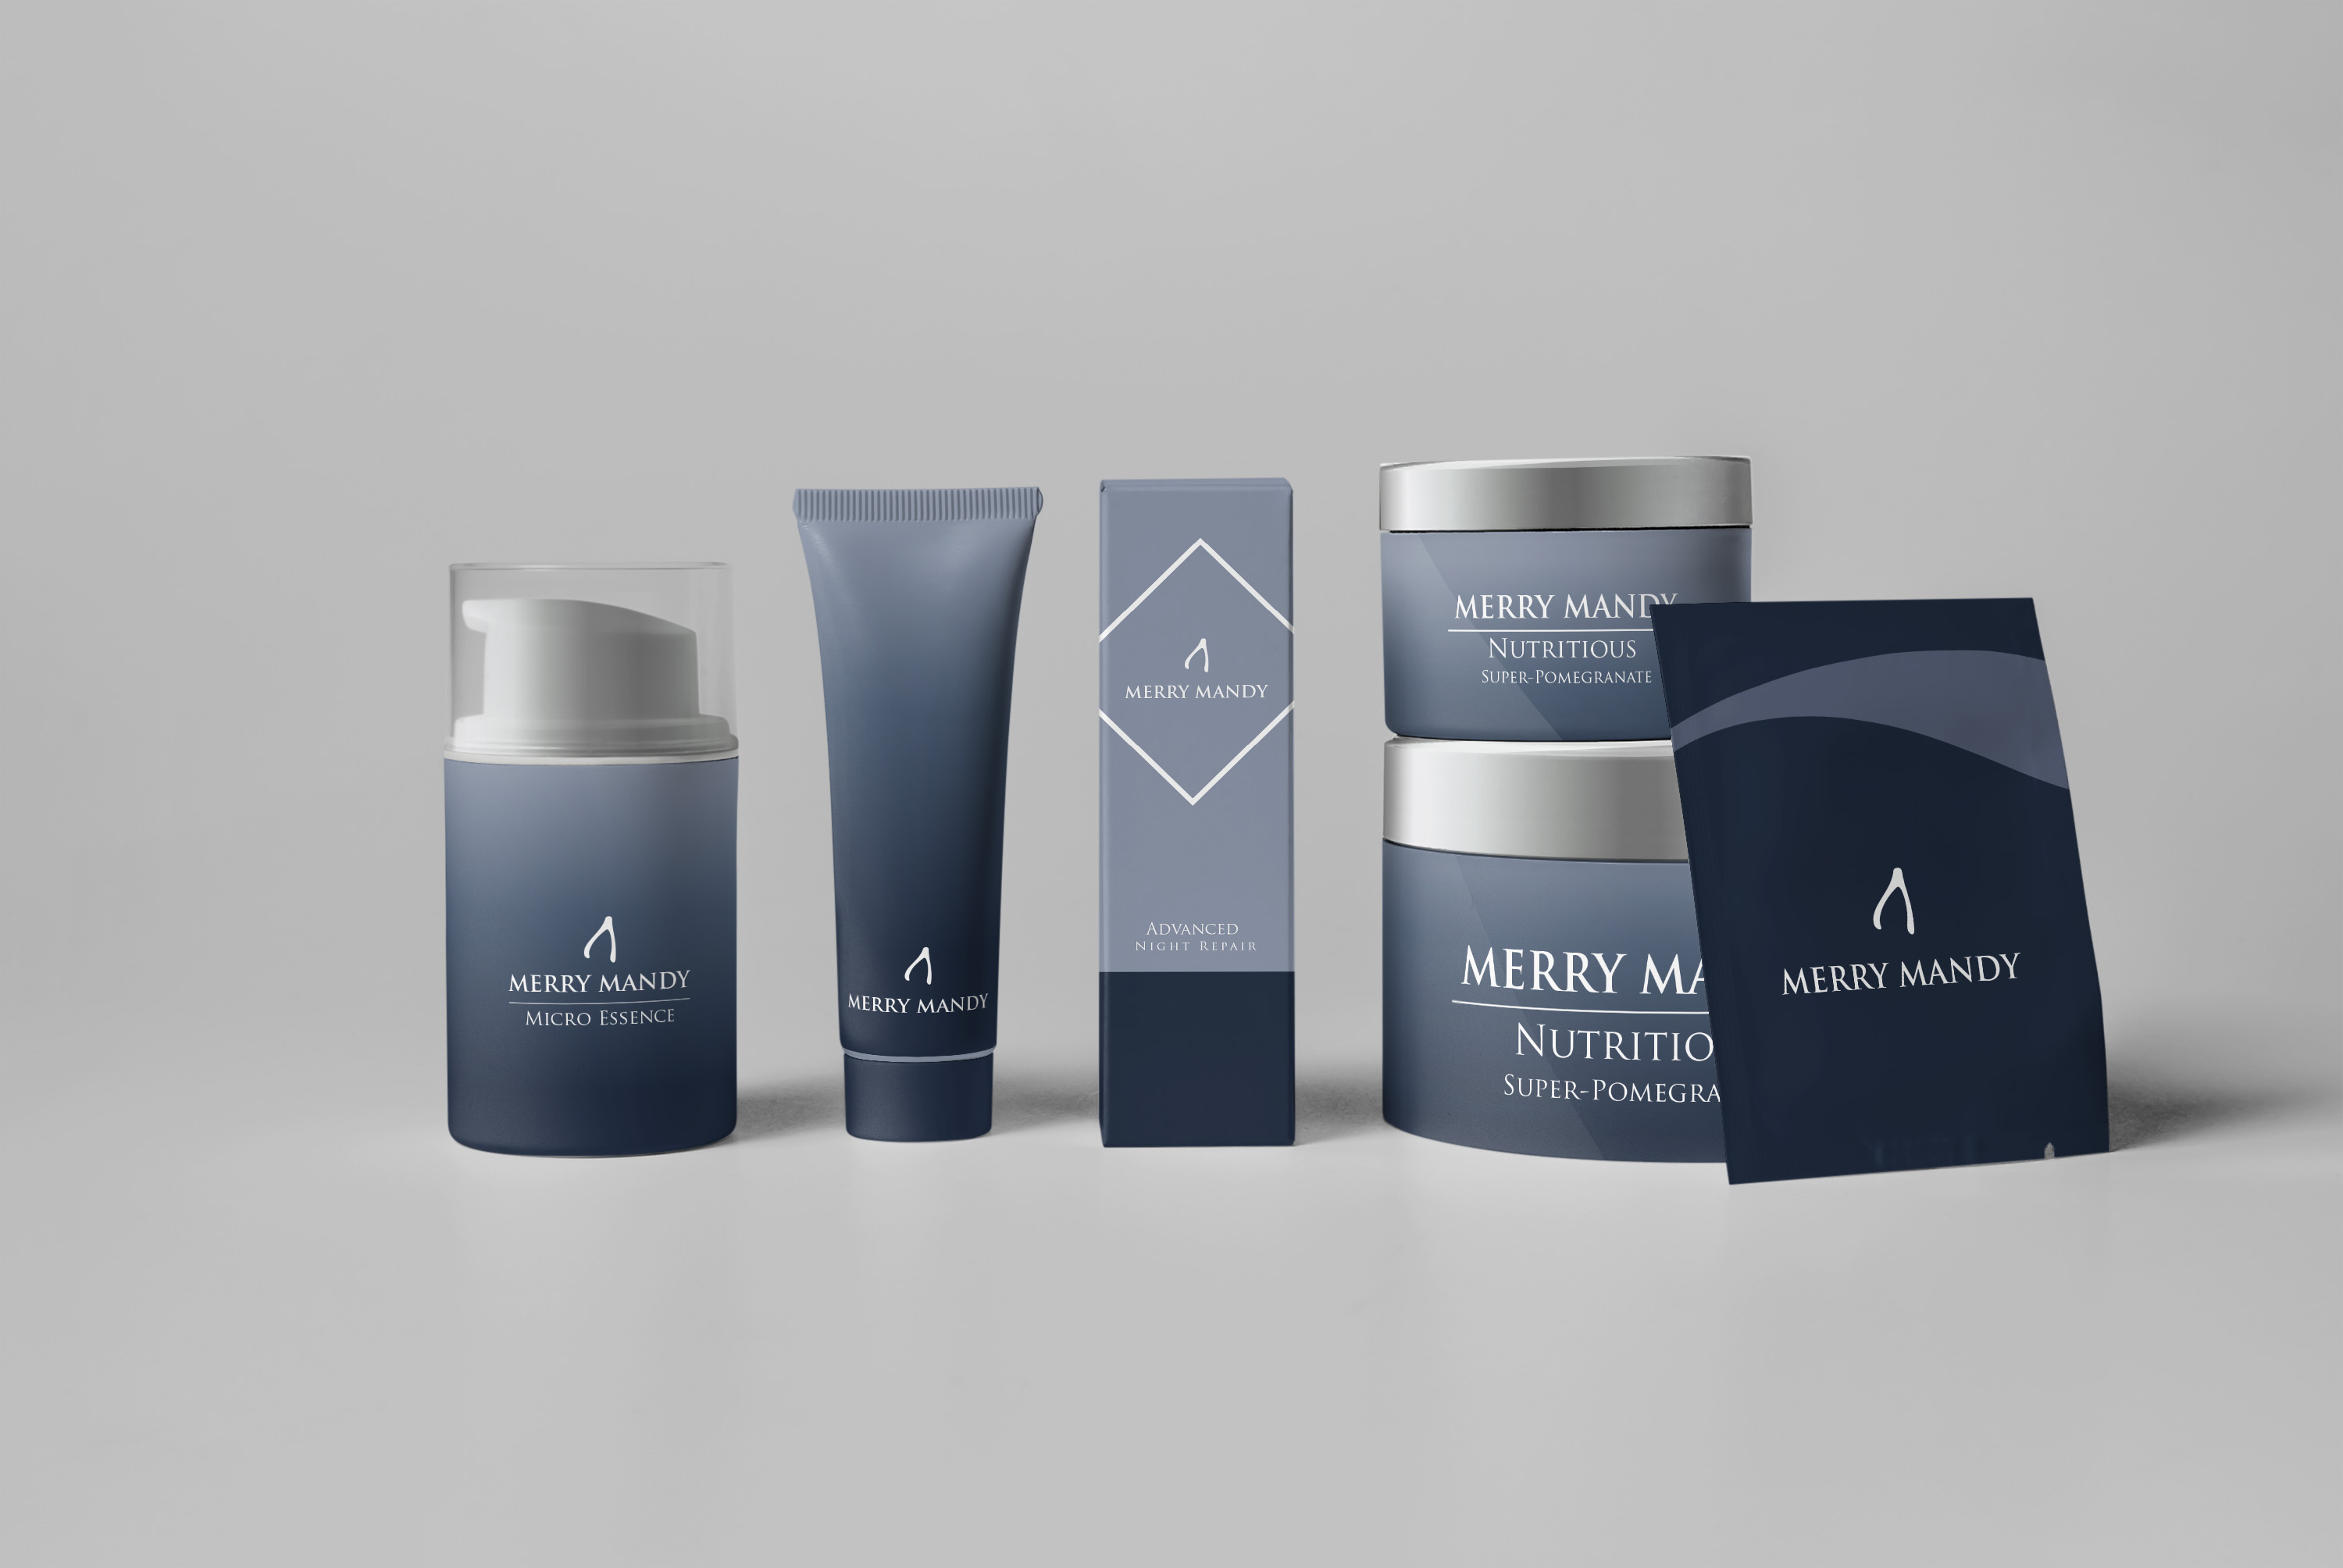 MERRY MANDY
MICRO ESSENCE
MERRY MANDY
MERRY MANDY
ADVANCED
NIGHT REPAIR
MERRY MANDY
NUTRITIOUS
SUPER-POMEGRANATE
MERRY MA
NUTRITIO
SUPER-POMEGRA
MERRY MANDY